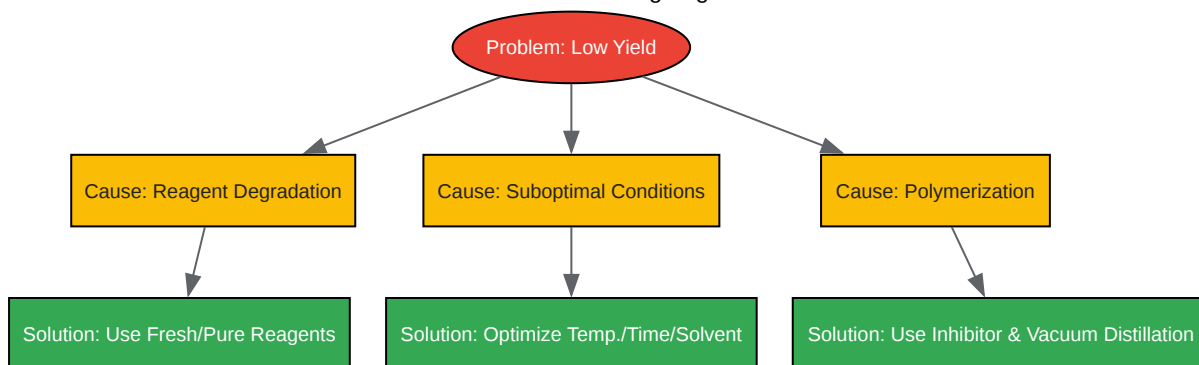 Problem: Low Yield
Cause: Reagent Degradation
Cause: Suboptimal Conditions
Cause: Polymerization
Solution: Use Fresh/Pure Reagents
Solution: Optimize Temp./Time/Solvent
Solution: Use Inhibitor & Vacuum Distillation